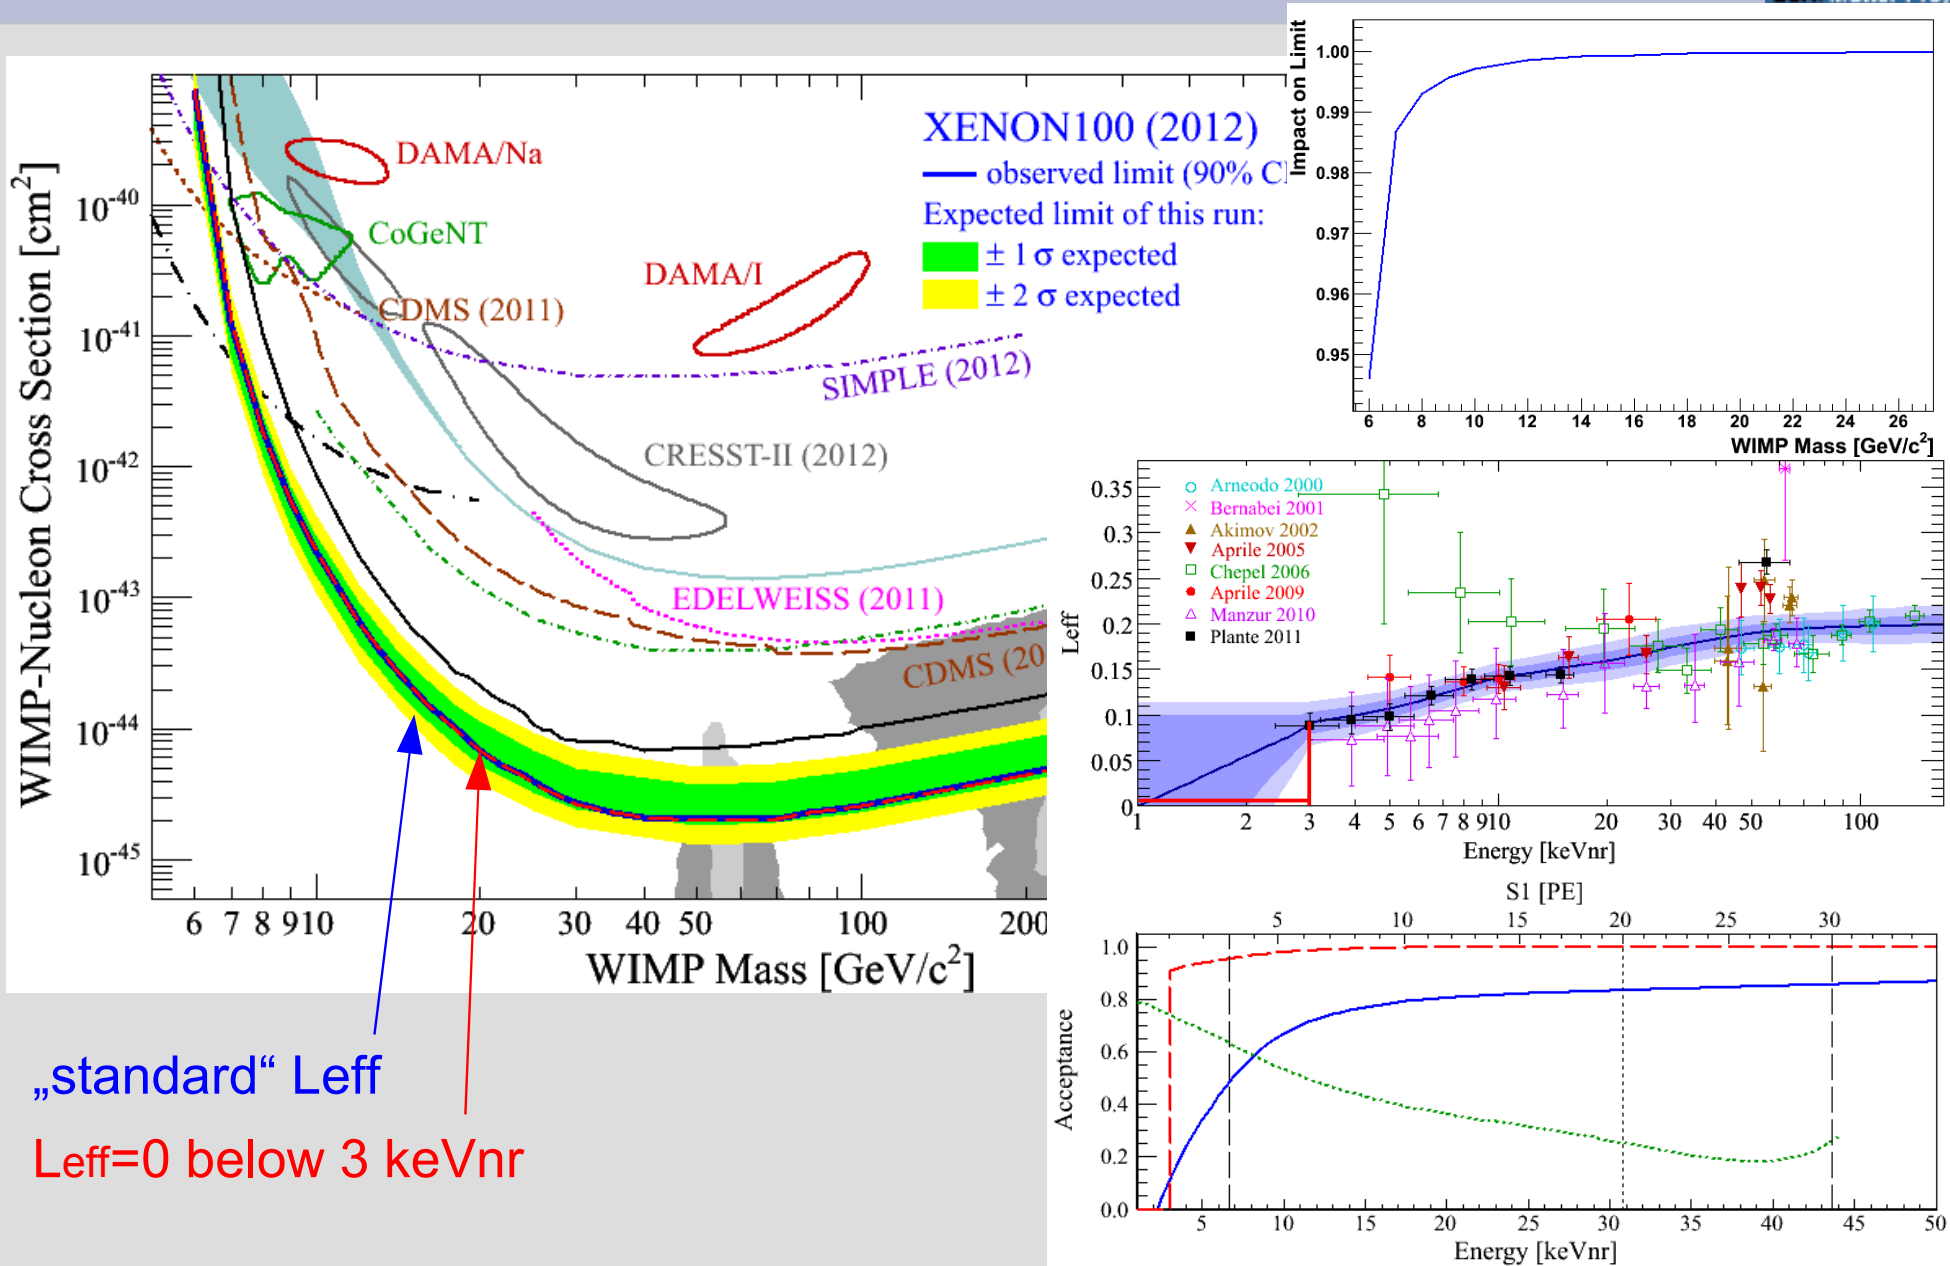 WIMP-Nucleon Cross Section [cm2]
10-40
10-41
10-42
10-43
10-44
10-45
6 7 8 9 10 20 30 40 50 100 200
WIMP Mass [GeV/c2]
DAMA/Na
CoGeNT
CDMS (2011)
DAMA/I
SIMPLE (2012)
CRESST-II (2012)
EDELWEISS (2011)
CDMS (20
XENON100 (2012)
observed limit (90% C
Expected limit of this run:
± 1 σ expected
± 2 σ expected
„standard“ Leff
Leff=0 below 3 keVnr
Impact on Limit
1.00
0.99
0.98
0.97
0.96
0.95
6 8 10 12 14 16 18 20 22 24 26
WIMP Mass [GeV/c2]
Leff
0.35
0.3
0.25
0.2
0.15
0.1
0.05
0
Arneodo 2000
Bernabei 2001
Akimov 2002
Aprile 2005
Chepel 2006
Aprile 2009
Manzur 2010
Plante 2011
1 2 3 4 5 6 7 8 9 10 20 30 40 50 100
Energy [keVnr]
S1 [PE]
5 10 15 20 25 30
Acceptance
1.0
0.8
0.6
0.4
0.2
0.0
5 10 15 20 25 30 35 40 45 50
Energy [keVnr]